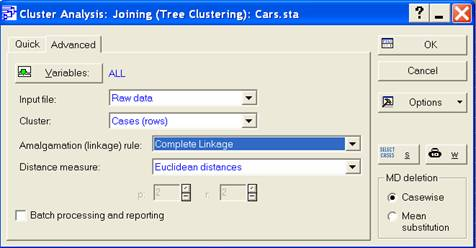 Cluster Analysis: Joining (Tree Clustering): Cars.sta
Quick Advanced
Variables: ALL
Input file: Raw data
Cluster: Cases (rows)
Amalgamation (linkage) rule: Complete Linkage
Distance measure: Euclidean distances
p: 2 r: 2
Batch processing and reporting
OK
Cancel
Options
SELECT CASES S W
MD deletion
Casewise
Mean substitution